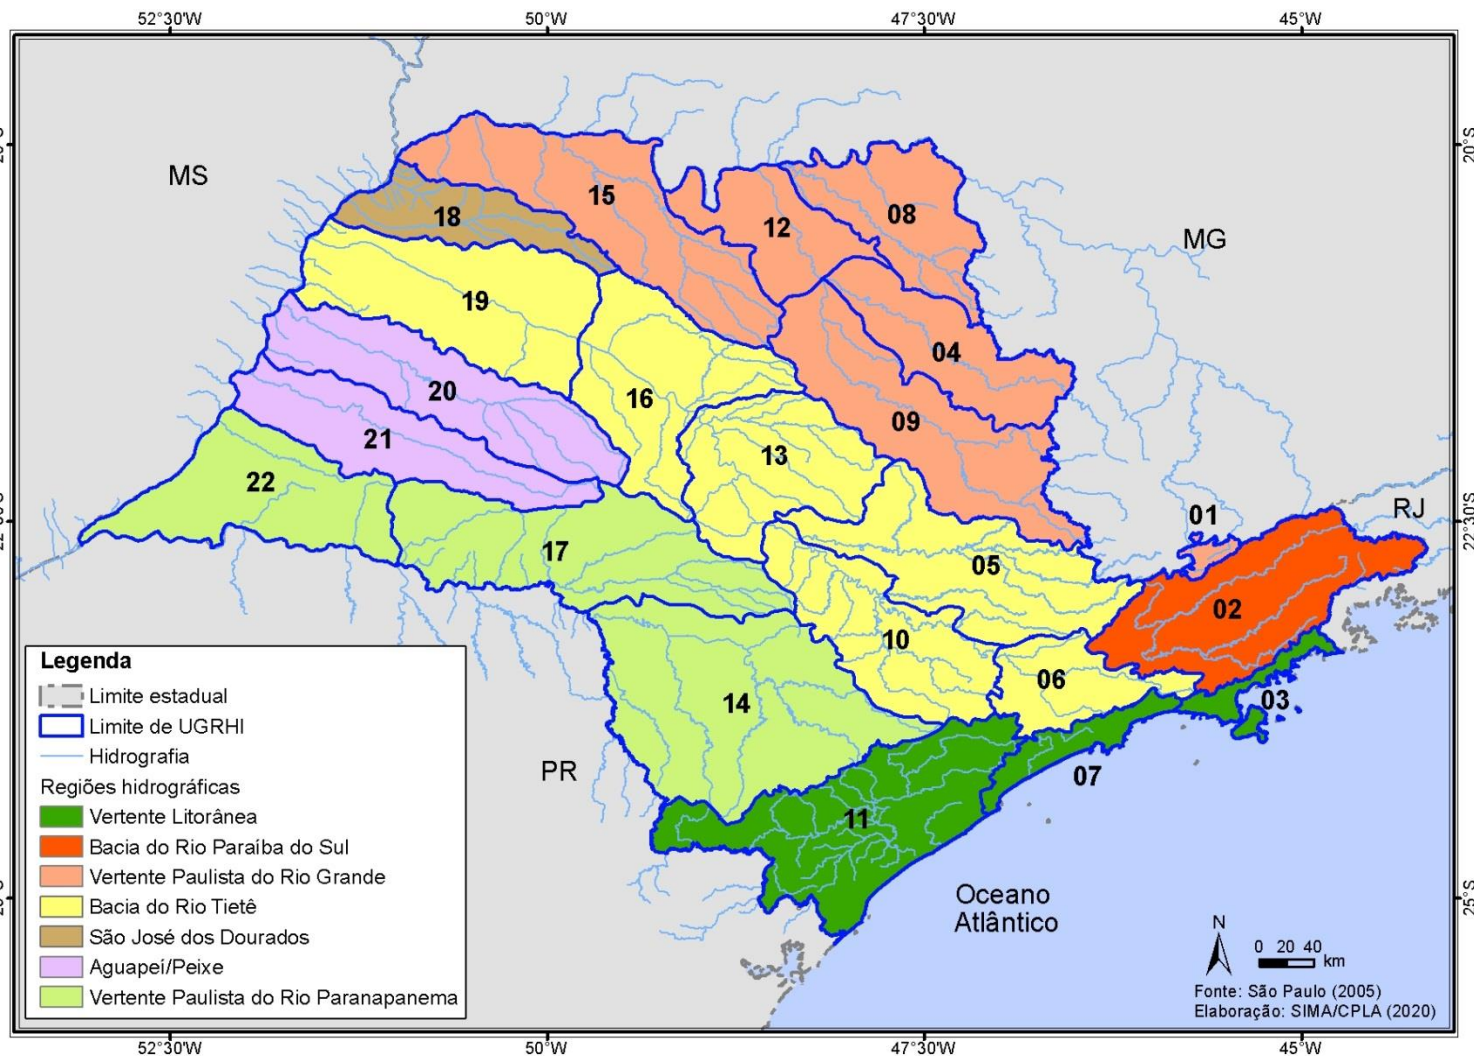 52°30'W 50°W 47°30'W 45°W
20°S
MS
15
18
12
08
MG
19
04
20
16
09
21
13
22
01
RJ
22°30'S
17
05
02
10
06
14
03
PR
07
11
Oceano
Atlântico
25°S
Legenda
Limite estadual
Limite de UGRHI
Hidrografia
Regiões hidrográficas
Vertente Litorânea
Bacia do Rio Paraíba do Sul
Vertente Paulista do Rio Grande
Bacia do Rio Tietê
São José dos Dourados
Aguapeí/Peixe
Vertente Paulista do Rio Paranapanema
N
0 20 40
km
Fonte: São Paulo (2005)
Elaboração: SIMA/CPLA (2020)
52°30'W 50°W 47°30'W 45°W